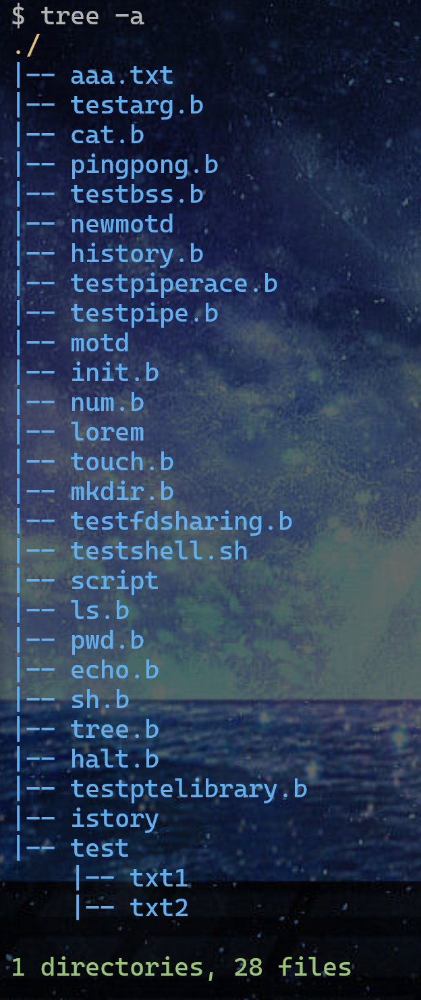 $ tree -a
./
|-- aaa.txt
|-- testarg.b
|-- cat.b
|-- pingpong.b
|-- testbss.b
|-- newmotd
|-- history.b
|-- testpiperace.b
|-- testpipe.b
|-- motd
|-- init.b
|-- num.b
|-- lorem
|-- touch.b
|-- mkdir.b
|-- testfdsharing.b
|-- testshell.sh
|-- script
|-- ls.b
|-- pwd.b
|-- echo.b
|-- sh.b
|-- tree.b
|-- halt.b
|-- testptelibrary.b
|-- istory
|-- test
    |-- txt1
    |-- txt2
1 directories, 28 files